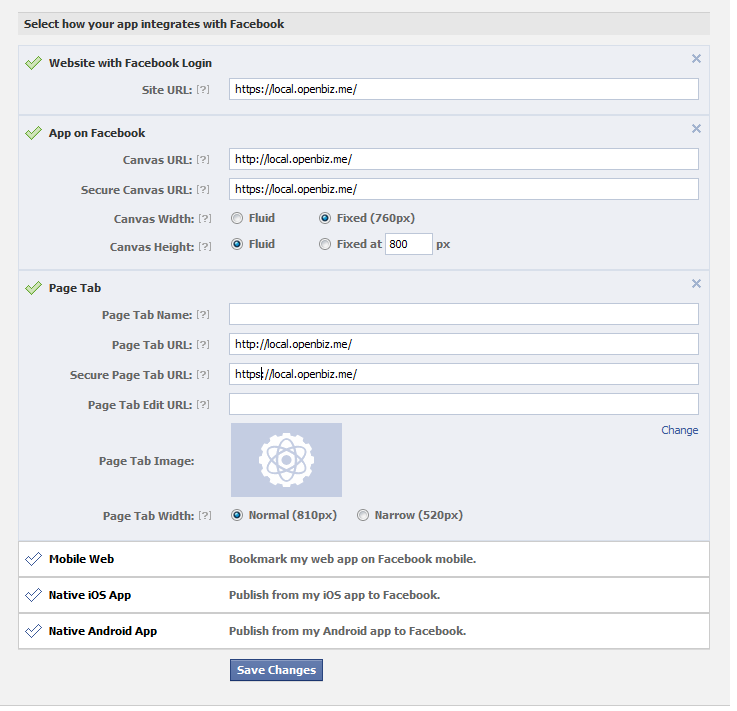 Select how your app integrates with Facebook
Website with Facebook Login
Site URL: [?] https://local.openbiz.me/
App on Facebook
Canvas URL: [?] http://local.openbiz.me/
Secure Canvas URL: [?] https://local.openbiz.me/
Canvas Width: [?] Fluid Fixed (760px)
Canvas Height: [?] Fluid Fixed at 800 px
Page Tab
Page Tab Name: [?]
Page Tab URL: [?] http://local.openbiz.me/
Secure Page Tab URL: [?] https://local.openbiz.me/
Page Tab Edit URL: [?]
Change
Page Tab Image:
Page Tab Width: [?] Normal (810px) Narrow (520px)
Mobile Web Bookmark my web app on Facebook mobile.
Native iOS App Publish from my iOS app to Facebook.
Native Android App Publish from my Android app to Facebook.
Save Changes